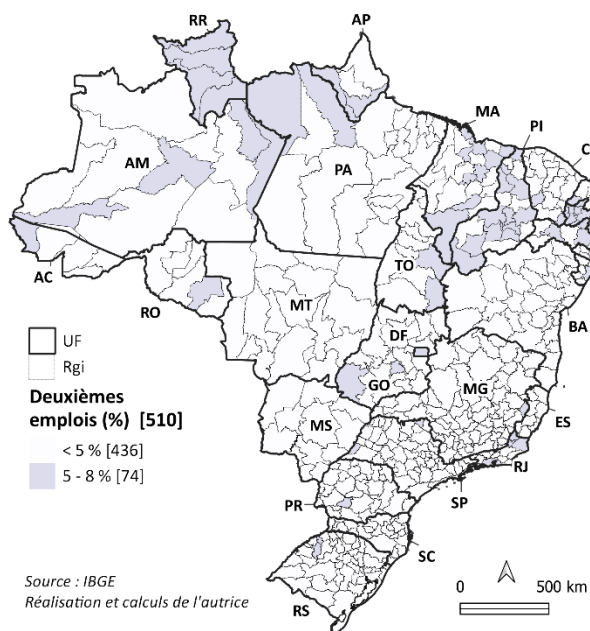 RR
AP
MA
PI
C
AM
PA
AC
RO
TO
MT
BA
DF
GO
MG
ES
MS
RJ
SP
PR
SC
RS
UF
Rgi
Deuxièmes
emplois (%) [510]
< 5 % [436]
5 - 8 % [74]
Source : IBGE
Réalisation et calculs de l'autrice
0 500 km